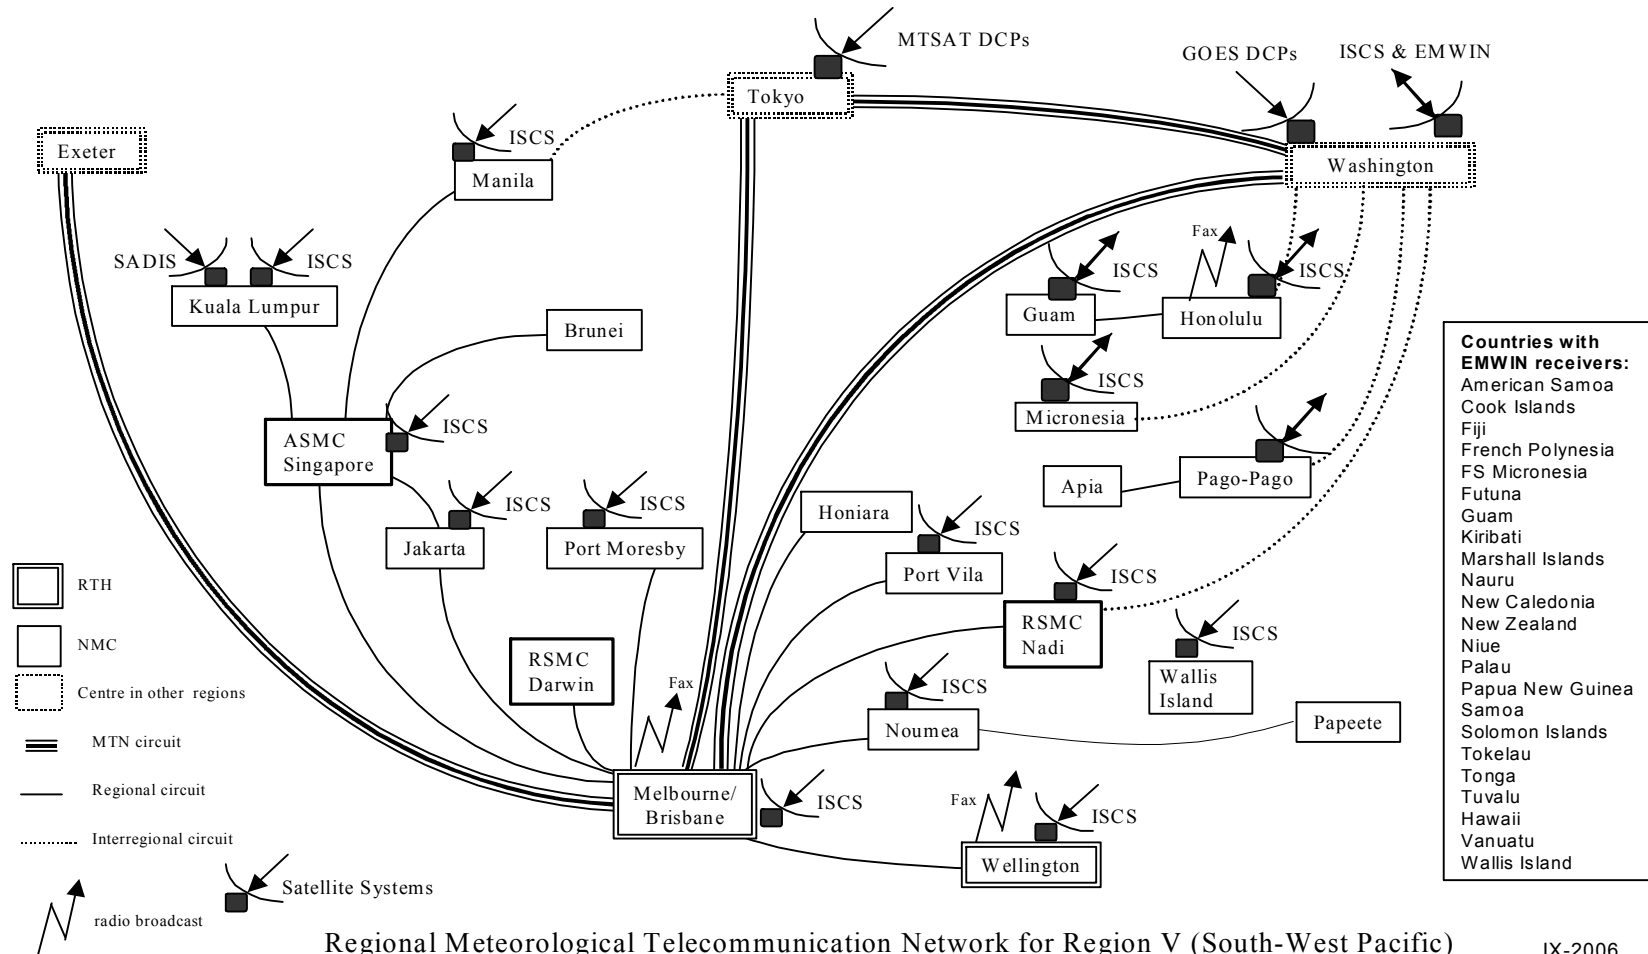 MTSAT DCPs
GOES DCPs
ISCS & EMWIN
Tokyo
Exeter
ISCS
Manila
Washington
SADIS
ISCS
Kuala Lumpur
Fax
ISCS
ISCS
Guam
Honolulu
Brunei
ISCS
Micronesia
ISCS
ASMC
Singapore
Apia
Pago-Pago
ISCS
Jakarta
ISCS
Port Moresby
Honiara
ISCS
Port Vila
ISCS
RSMC
Nadi
ISCS
Wallis
Island
RSMC
Darwin
Fax
ISCS
Noumea
Papeete
Melbourne/
Brisbane
ISCS
Fax
ISCS
Wellington
Countries with
EMWIN receivers:
American Samoa
Cook Islands
Fiji
French Polynesia
FS Micronesia
Futuna
Guam
Kiribati
Marshall Islands
Nauru
New Caledonia
New Zealand
Niue
Palau
Papua New Guinea
Samoa
Solomon Islands
Tokelau
Tonga
Tuvalu
Hawaii
Vanuatu
Wallis Island
RTH
NMC
Centre in other regions
MTN circuit
Regional circuit
Interregional circuit
Satellite Systems
radio broadcast
Regional Meteorological Telecommunication Network for Region V (South-West Pacific)
IX-2006